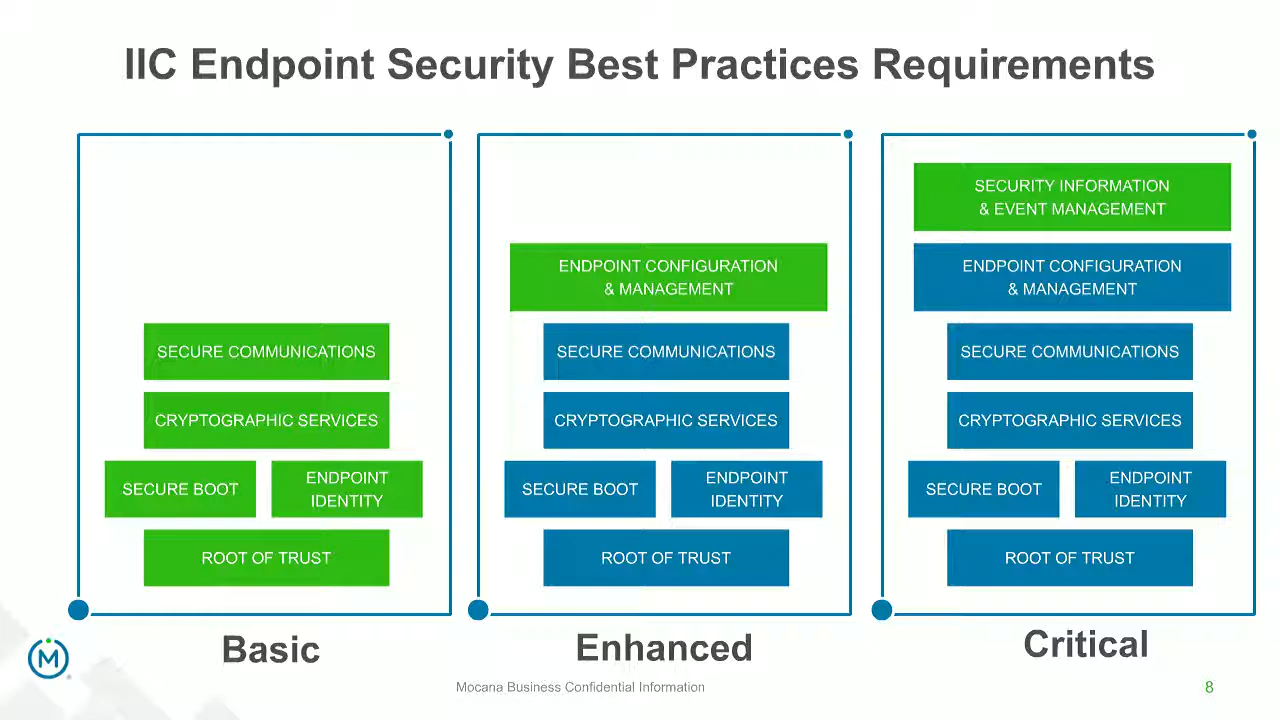 IIC Endpoint Security Best Practices Requirements
SECURE COMMUNICATIONS
CRYPTOGRAPHIC SERVICES
SECURE BOOT
ENDPOINT
IDENTITY
ROOT OF TRUST
Basic
ENDPOINT CONFIGURATION
& MANAGEMENT
SECURE COMMUNICATIONS
CRYPTOGRAPHIC SERVICES
SECURE BOOT
ENDPOINT
IDENTITY
ROOT OF TRUST
Enhanced
SECURITY INFORMATION
& EVENT MANAGEMENT
ENDPOINT CONFIGURATION
& MANAGEMENT
SECURE COMMUNICATIONS
CRYPTOGRAPHIC SERVICES
SECURE BOOT
ENDPOINT
IDENTITY
ROOT OF TRUST
Critical
M
Mocana Business Confidential Information
8